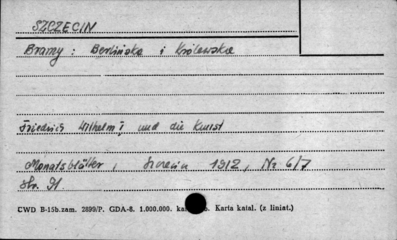 SZCZECIN
Bramy: Berlińska i Królewska
Friedrich Wilhelm I und die Kunst
Monatsblätter, Szczecin 1912, Nr 6/7
Str. 91
CWD B-15b.zam. 2899/P. GDA-8. 1.000.000. Karta katal. (z liniat.)